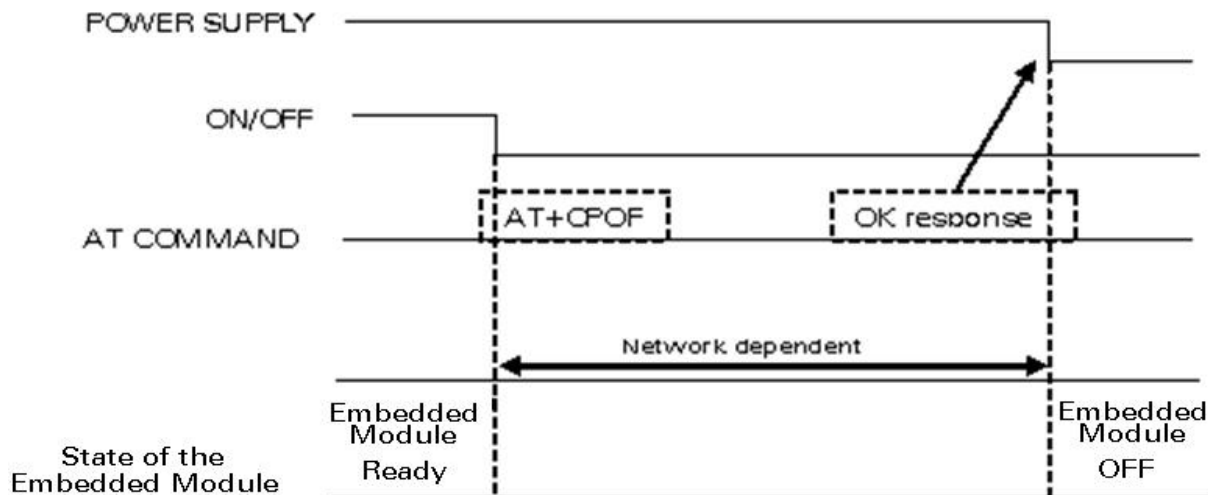 POWER SUPPLY
ON/OFF
AT+CPOF
OK response
AT COMMAND
Network dependent
Embedded
Module
Ready
Embedded
Module
OFF
State of the
Embedded Module